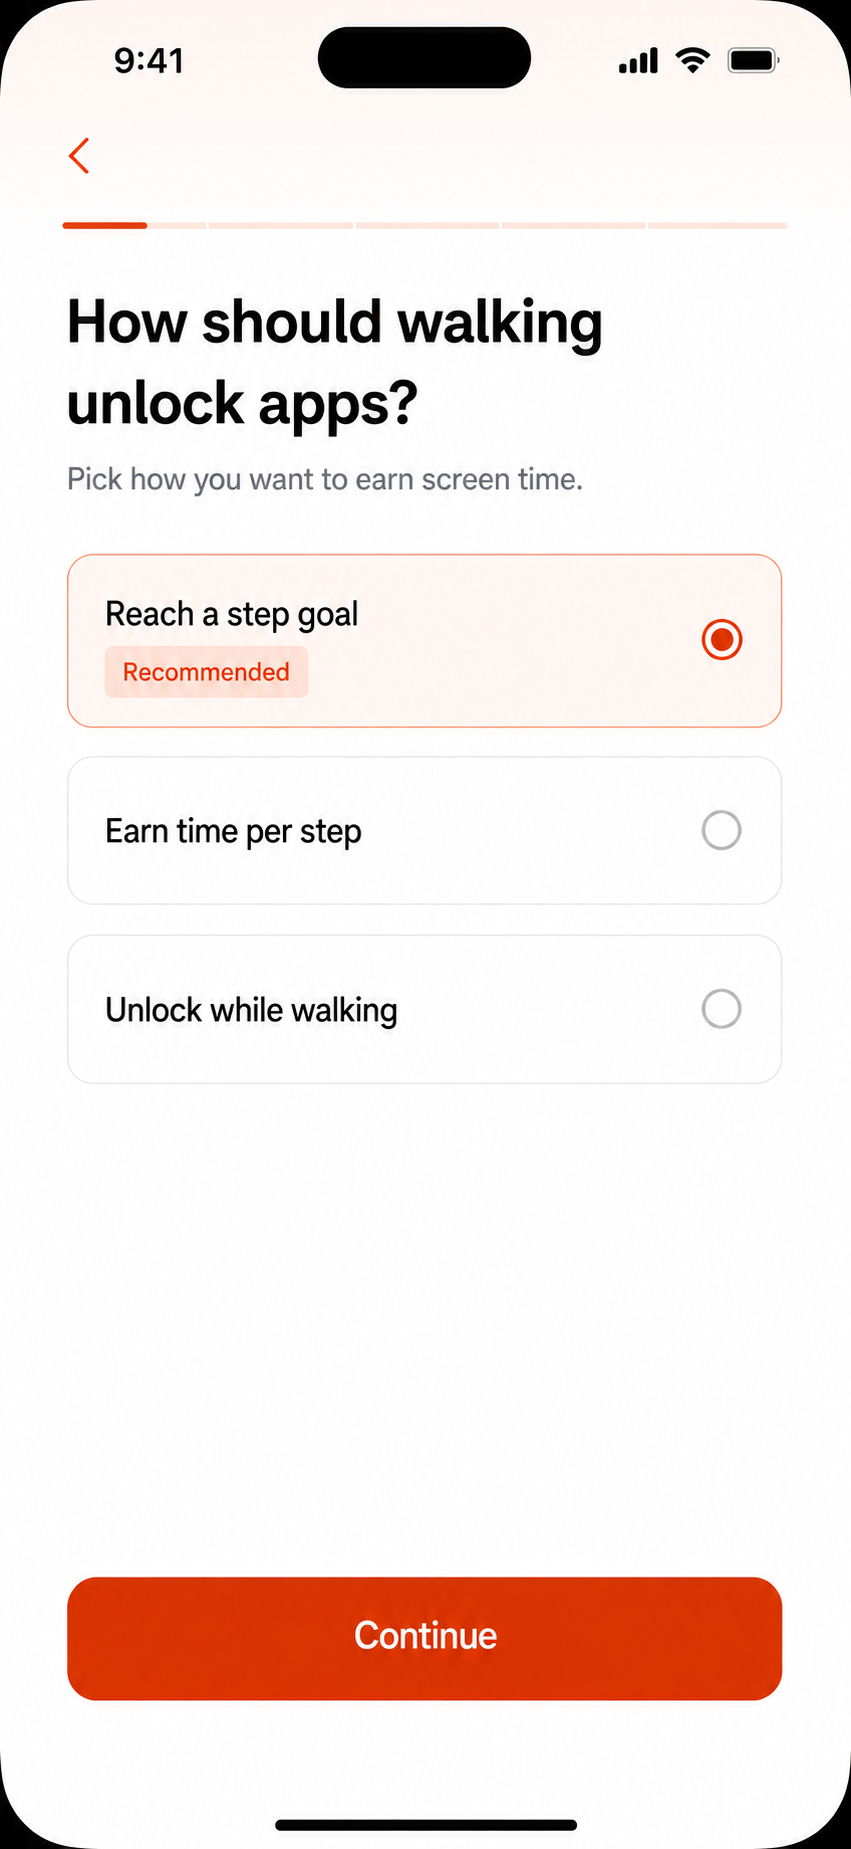 9:41
How should walking
unlock apps?
Pick how you want to earn screen time.
Reach a step goal
Recommended
Earn time per step
Unlock while walking
Continue